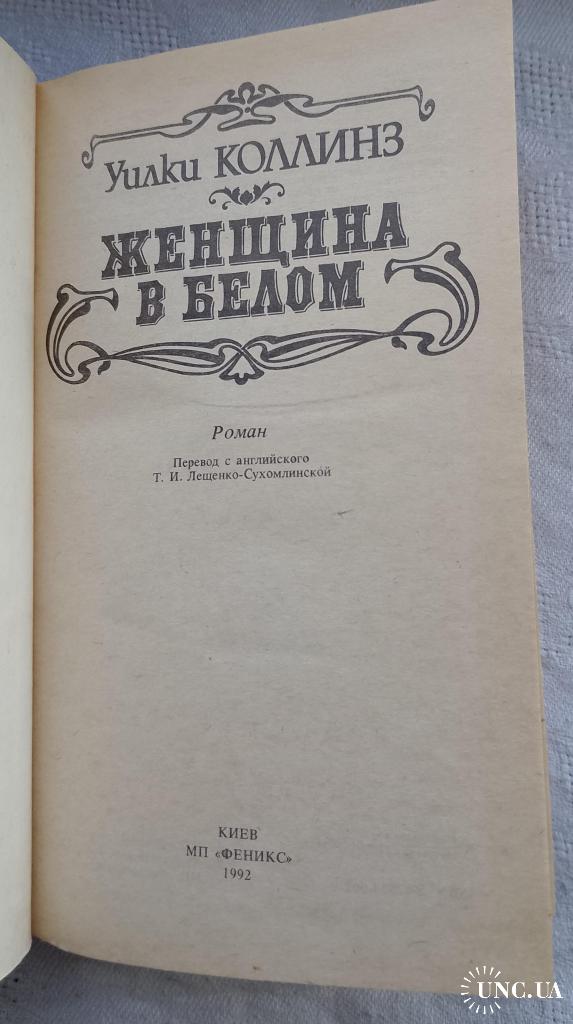 Уилки КОЛЛИНЗ
ЖЕНЩИНА
В БЕЛОМ
Роман
Перевод с английского
Т. И. Лещенко-Сухомлинской
КИЕВ
МП «ФЕНИКС»
1992
UNC.UA